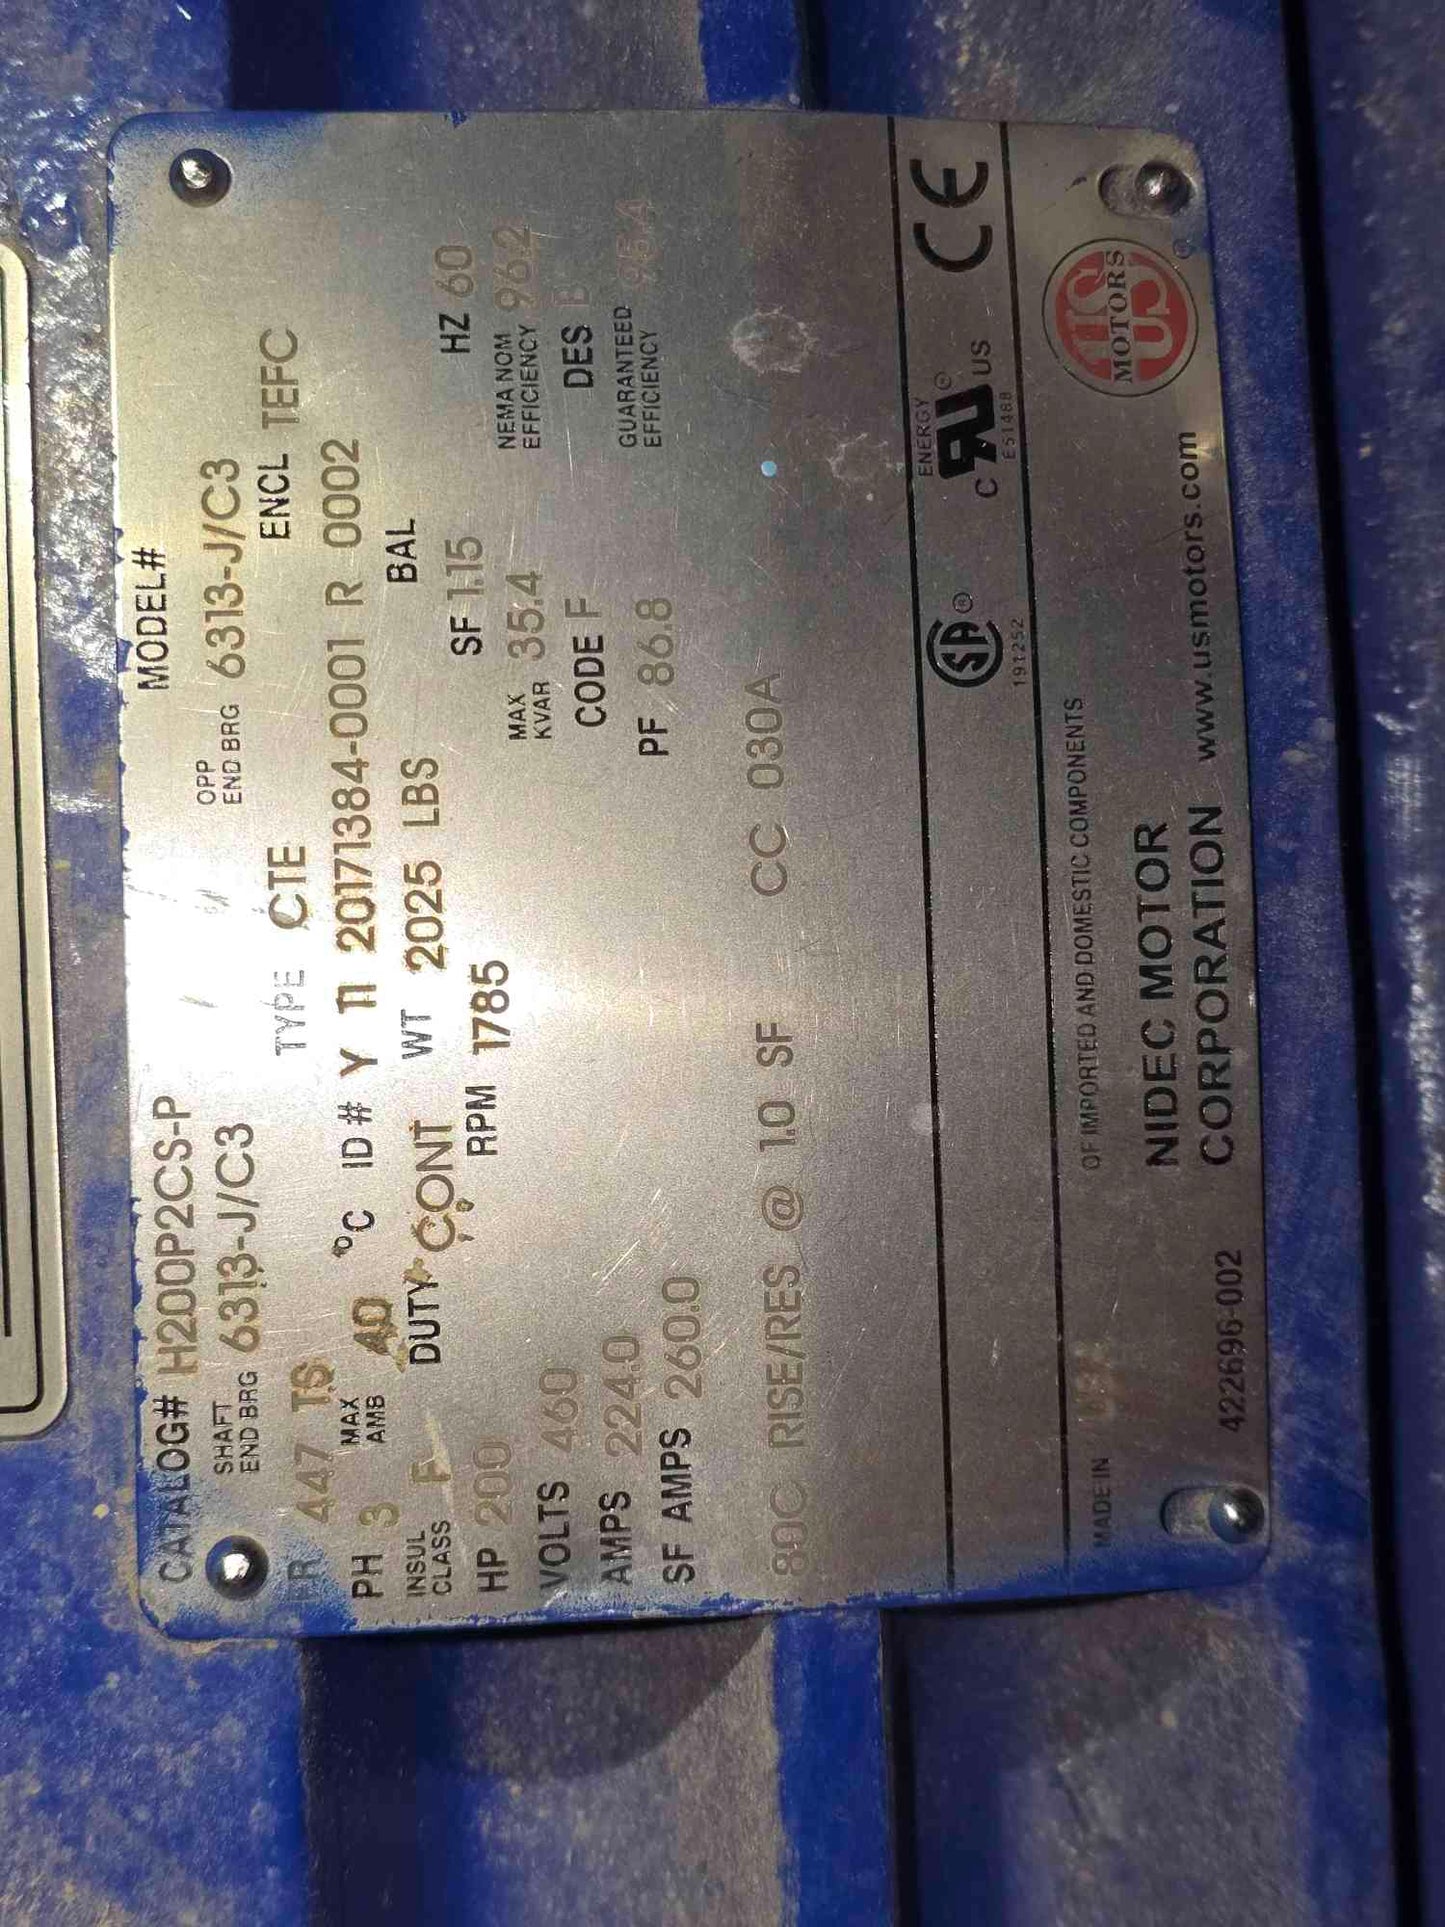 CATALOG# H200P2CS-P MODEL#
SHAFT
END BRG 6313-J/C3 OPP
END BRG 6313-J/C3
FR 447 TS TYPE CTE ENCL TEFC
PH 3 MAX
AMB 40 °C ID# Y 11 20171384-0001 R 0002
INSUL
CLASS F DUTY CONT WT 2025 LBS BAL
HP 200 RPM 1785 SF 1.15 HZ 60
VOLTS 460 MAX
KVAR 35.4 NEMA NOM
EFFICIENCY 96.2
AMPS 224.0 CODE F DES B
SF AMPS 260.0 PF 86.8 GUARANTEED
EFFICIENCY 95.4
80C RISE/RES @ 1.0 SF CC 030A
ENERGY
SA ® C RU ® US CE
191252 E51488
MADE IN OF IMPORTED AND DOMESTIC COMPONENTS
NIDEC MOTOR
CORPORATION www.usmotors.com
422696-002
US
MOTORS
US
®